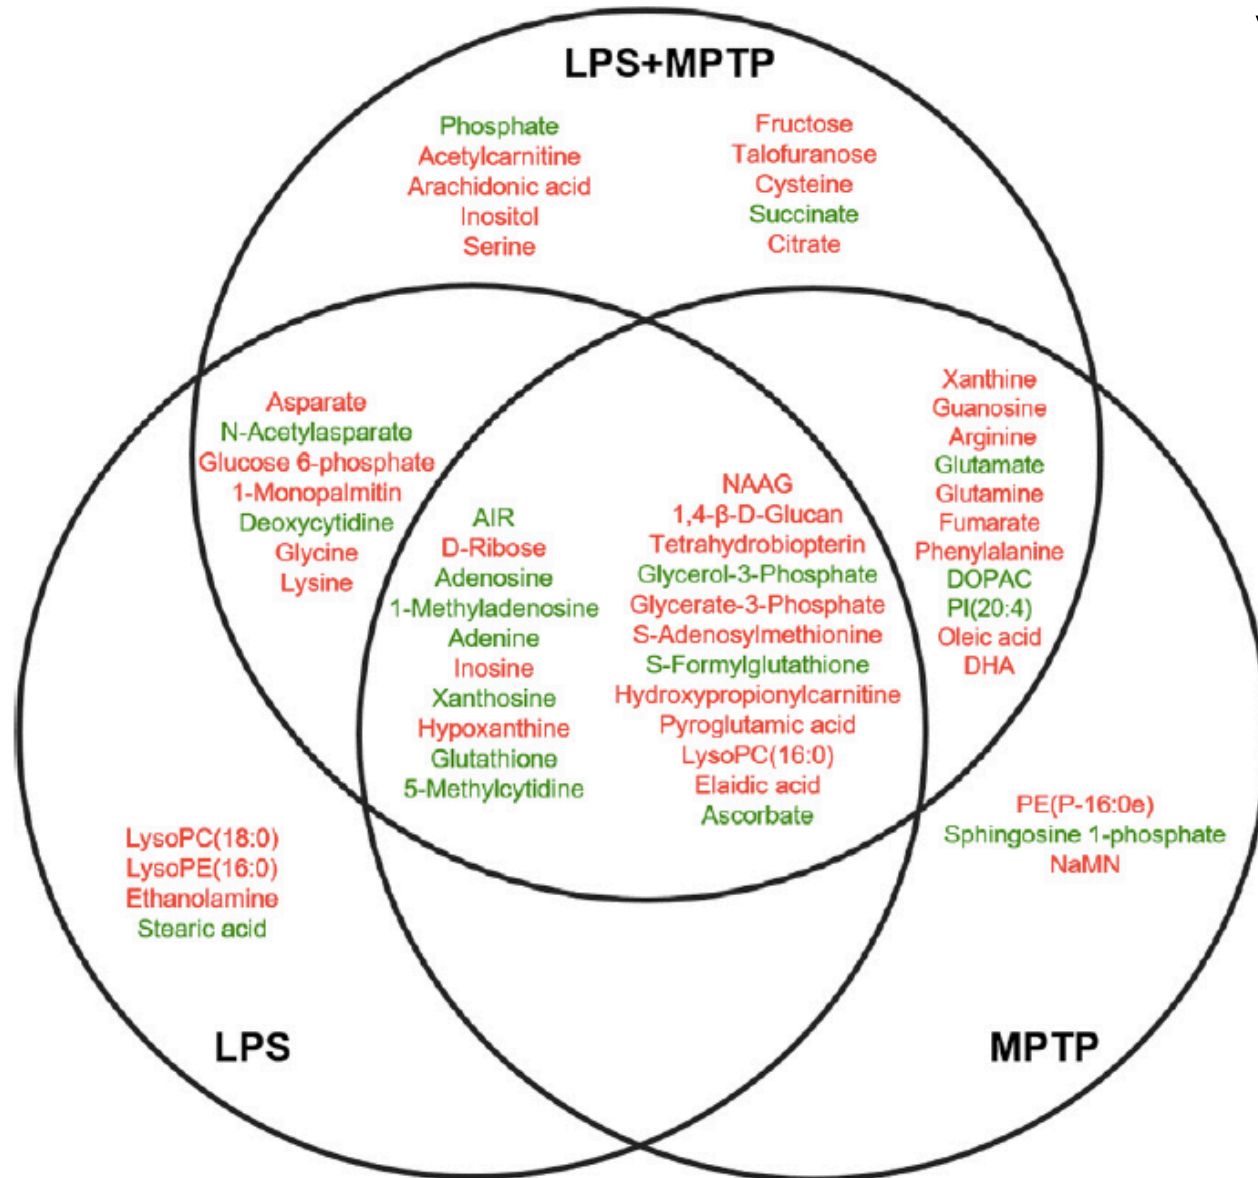 LPS+MPTP
Phosphate
Acetylcarnitine
Arachidonic acid
Inositol
Serine
Fructose
Talofuranose
Cysteine
Succinate
Citrate
Asparate
N-Acetylasparate
Glucose 6-phosphate
1-Monopalmitin
Deoxycytidine
Glycine
Lysine
AIR
D-Ribose
Adenosine
1-Methyladenosine
Adenine
Inosine
Xanthosine
Hypoxanthine
Glutathione
5-Methylcytidine
NAAG
1,4-β-D-Glucan
Tetrahydrobiopterin
Glycerol-3-Phosphate
Glycerate-3-Phosphate
S-Adenosylmethionine
S-Formylglutathione
Hydroxypropionylcarnitine
Pyroglutamic acid
LysoPC(16:0)
Elaidic acid
Ascorbate
Xanthine
Guanosine
Arginine
Glutamate
Glutamine
Fumarate
Phenylalanine
DOPAC
PI(20:4)
Oleic acid
DHA
LysoPC(18:0)
LysoPE(16:0)
Ethanolamine
Stearic acid
PE(P-16:0e)
Sphingosine 1-phosphate
NaMN
LPS
MPTP